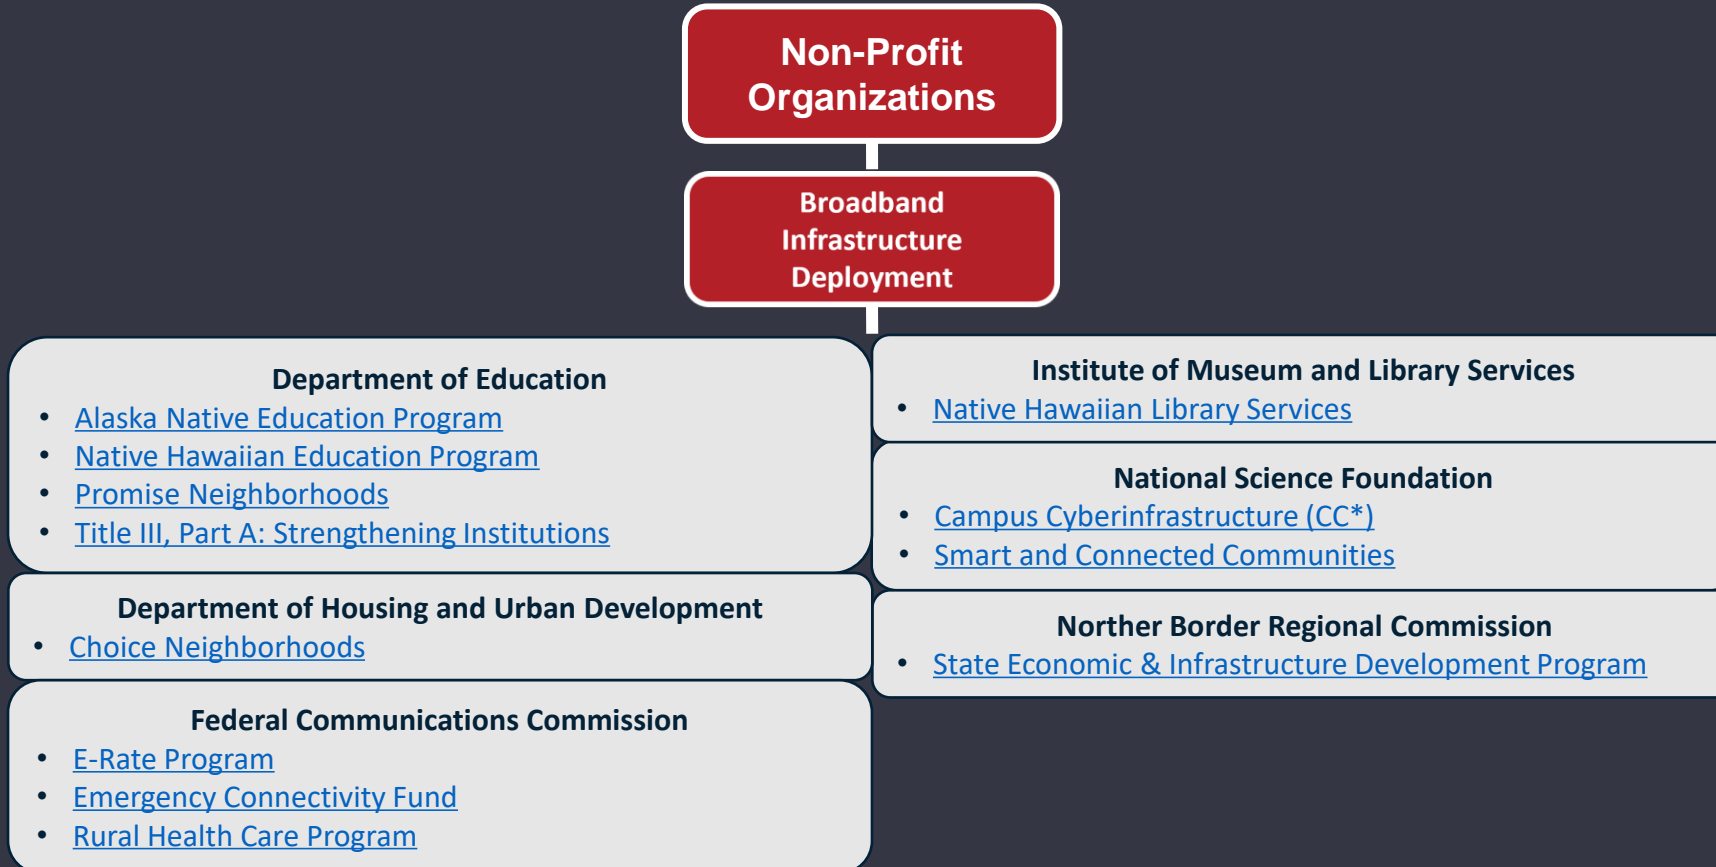 Non-Profit
Organizations
Broadband
Infrastructure
Deployment
Department of Education
• Alaska Native Education Program
• Native Hawaiian Education Program
• Promise Neighborhoods
• Title III, Part A: Strengthening Institutions
Department of Housing and Urban Development
• Choice Neighborhoods
Federal Communications Commission
• E-Rate Program
• Emergency Connectivity Fund
• Rural Health Care Program
Institute of Museum and Library Services
• Native Hawaiian Library Services
National Science Foundation
• Campus Cyberinfrastructure (CC*)
• Smart and Connected Communities
Norther Border Regional Commission
• State Economic & Infrastructure Development Program